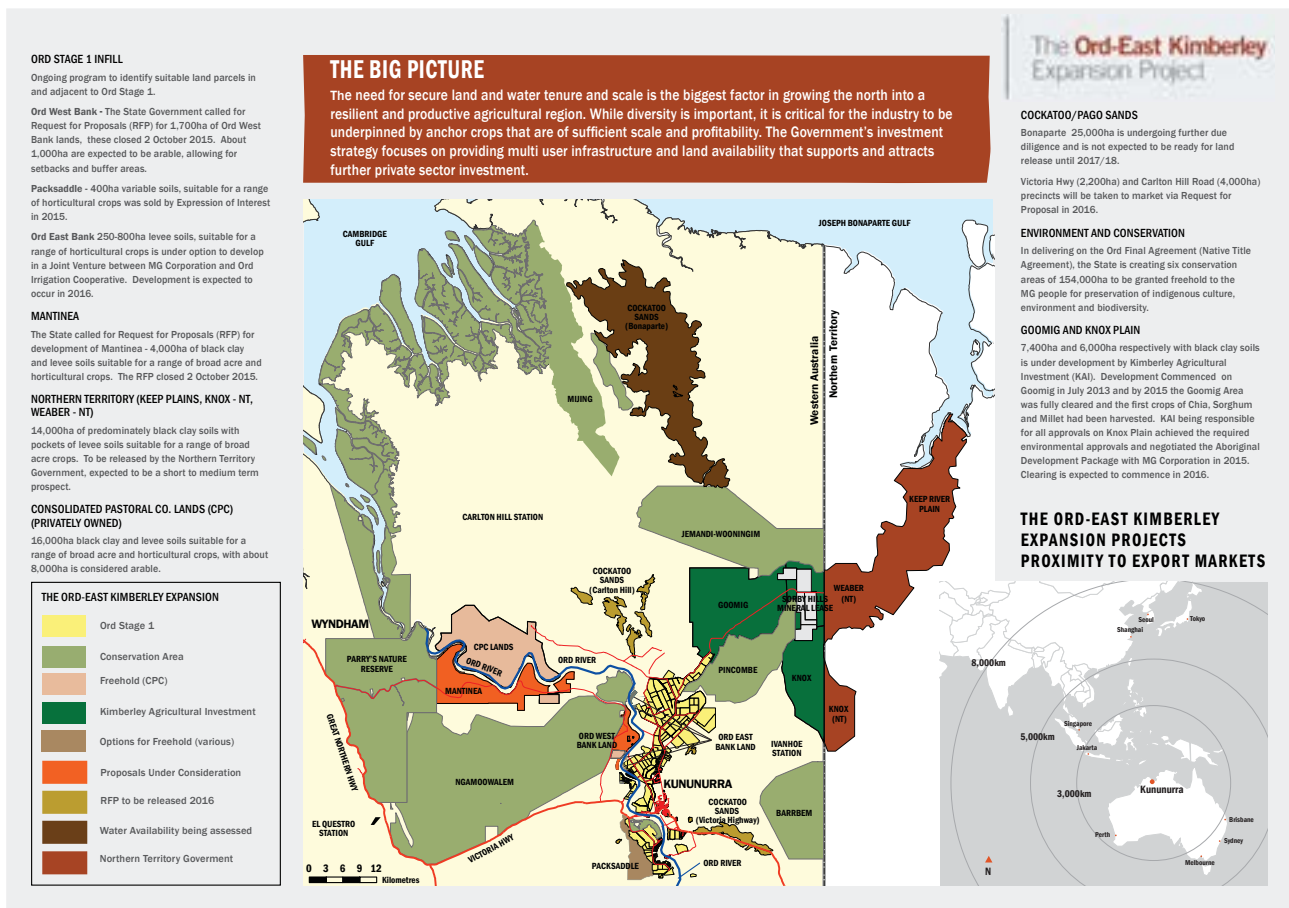 ORD STAGE 1 INFILL
Ongoing program to identify suitable land parcels in
and adjacent to Ord Stage 1.
Ord West Bank - The State Government called for
Request for Proposals (RFP) for 1,700ha of Ord West
Bank lands,  these closed 2 October 2015.  About
1,000ha are expected to be arable, allowing for
setbacks and buffer areas.
Packsaddle - 400ha variable soils, suitable for a range
of horticultural crops was sold by Expression of Interest
in 2015.
Ord East Bank 250-800ha levee soils, suitable for a
range of horticultural crops is under option to develop
in a Joint Venture between MG Corporation and Ord
Irrigation Cooperative.  Development is expected to
occur in 2016.
MANTINEA
The State called for Request for Proposals (RFP) for
development of Mantinea - 4,000ha of black clay
and levee soils suitable for a range of broad acre and
horticultural crops.  The RFP closed 2 October 2015.
NORTHERN TERRITORY (KEEP PLAINS, KNOX - NT,
WEABER - NT)
14,000ha of predominately black clay soils with
pockets of levee soils suitable for a range of broad
acre crops.  To be released by the Northern Territory
Government, expected to be a short to medium term
prospect.
CONSOLIDATED PASTORAL CO. LANDS (CPC)
(PRIVATELY OWNED)
16,000ha black clay and levee soils suitable for a
range of broad acre and horticultural crops, with about
8,000ha is considered arable.
THE ORD-EAST KIMBERLEY EXPANSION
Ord Stage 1
Conservation Area
Freehold (CPC)
Kimberley Agricultural Investment
Options for Freehold (various)
Proposals Under Consideration
RFP to be released 2016
Water Availability being assessed
Northern Territory Goverment
THE BIG PICTURE
The need for secure land and water tenure and scale is the biggest factor in growing the north into a
resilient and productive agricultural region. While diversity is important, it is critical for the industry to be
underpinned by anchor crops that are of sufficient scale and profitability. The Government's investment
strategy focuses on providing multi user infrastructure and land availability that supports and attracts
further private sector investment.
CAMBRIDGE
GULF
JOSEPH BONAPARTE GULF
COCKATOO
SANDS
(Bonaparte)
Western Australia
Northern Territory
MIJING
KEEP RIVER
PLAIN
CARLTON HILL STATION
JEMANDI-WOONINGIM
COCKATOO
SANDS
(Carlton Hill)
GOOMIG
SORBY HILLS
MINERAL LEASE
WEABER
(NT)
WYNDHAM
PARRY'S NATURE
RESERVE
CPC LANDS
ORD RIVER
ORD RIVER
MANTINEA
PINCOMBE
KNOX
KNOX
(NT)
GREAT NORTHERN HWY
ORD WEST
BANK LAND
ORD EAST
BANK LAND
IVANHOE
STATION
NGAMOOWALEM
KUNUNURRA
COCKATOO
SANDS
(Victoria Highway)
BARRBEM
EL QUESTRO
STATION
VICTORIA HWY
PACKSADDLE
ORD RIVER
0 3 6 9 12
Kilometres
The Ord-East Kimberley
Expansion Project
COCKATOO/PAGO SANDS
Bonaparte  25,000ha is undergoing further due
diligence and is not expected to be ready for land
release until 2017/18.
Victoria Hwy (2,200ha) and Carlton Hill Road (4,000ha)
precincts will be taken to market via Request for
Proposal in 2016.
ENVIRONMENT AND CONSERVATION
In delivering on the Ord Final Agreement (Native Title
Agreement), the State is creating six conservation
areas of 154,000ha to be granted freehold to the
MG people for preservation of indigenous culture,
environment and biodiversity.
GOOMIG AND KNOX PLAIN
7,400ha and 6,000ha respectively with black clay soils
is under development by Kimberley Agricultural
Investment (KAI).  Development Commenced  on
Goomig in July 2013 and by 2015 the Goomig Area
was fully cleared and the first crops of Chia, Sorghum
and Millet had been harvested.  KAI being responsible
for all approvals on Knox Plain achieved the required
environmental approvals and negotiated the Aboriginal
Development Package with MG Corporation in 2015.
Clearing is expected to commence in 2016.
THE ORD-EAST KIMBERLEY
EXPANSION PROJECTS
PROXIMITY TO EXPORT MARKETS
Seoul
Tokyo
Shanghai
8,000km
Singapore
5,000km
Jakarta
3,000km
Kununurra
Brisbane
Perth
Sydney
Melbourne
N